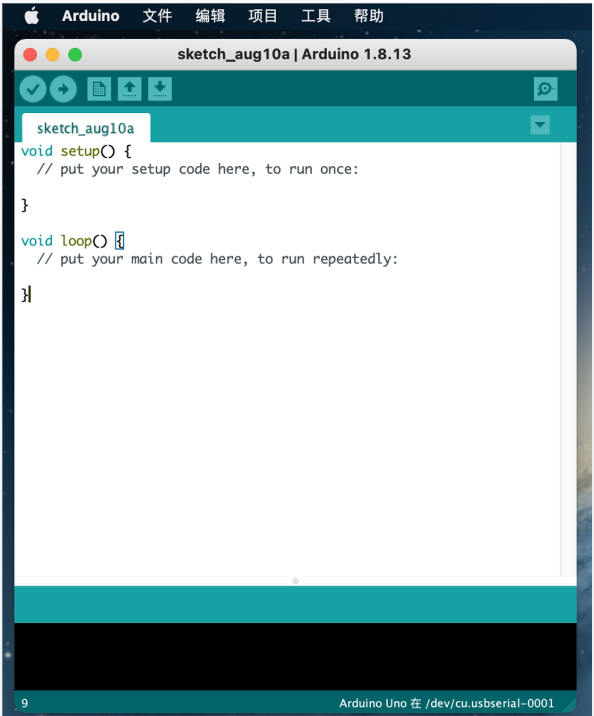 Arduino 文件 编辑 项目 工具 帮助
sketch_aug10a | Arduino 1.8.13
sketch_aug10a
void setup() {
  // put your setup code here, to run once:
}
void loop() {
  // put your main code here, to run repeatedly:
}
9 Arduino Uno 在 /dev/cu.usbserial-0001